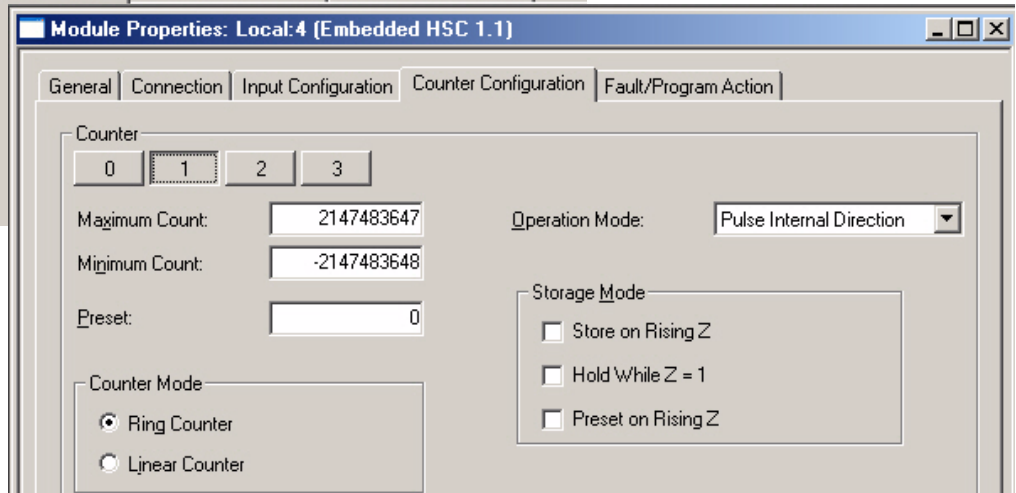 Module Properties: Local:4 (Embedded HSC 1.1)
General Connection Input Configuration Counter Configuration Fault/Program Action
Counter
0 1 2 3
Maximum Count: 2147483647
Operation Mode: Pulse Internal Direction
Minimum Count: -2147483648
Preset: 0
Storage Mode
Store on Rising Z
Hold While Z = 1
Preset on Rising Z
Counter Mode
Ring Counter
Linear Counter